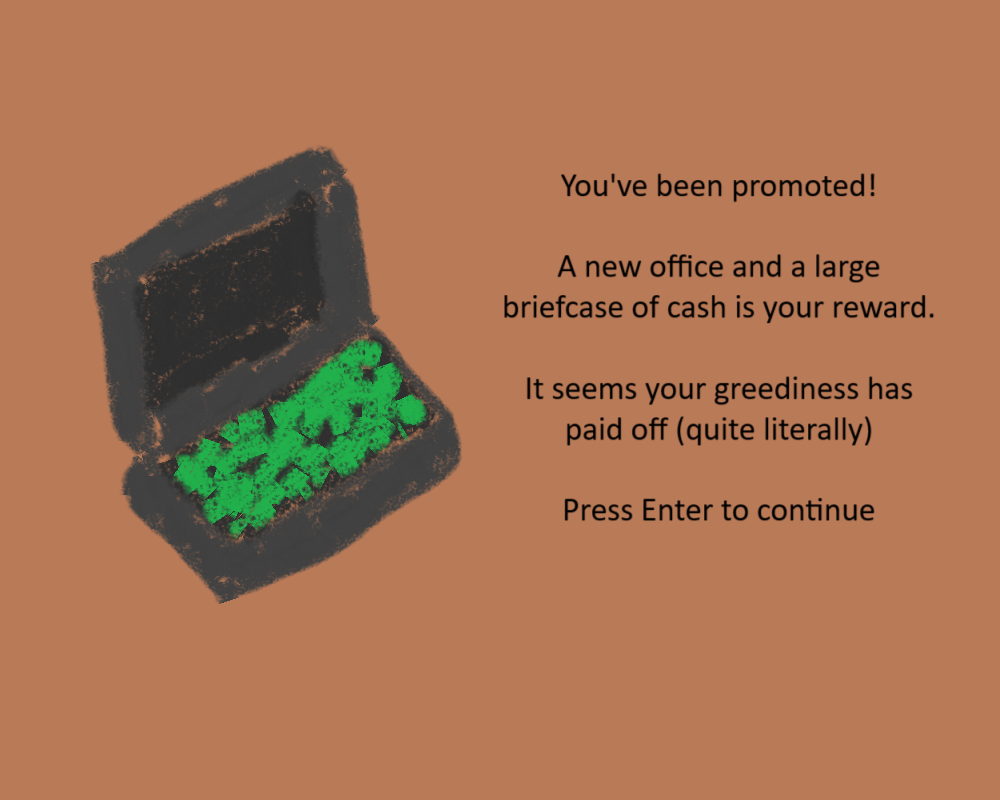 You've been promoted!
A new office and a large
briefcase of cash is your reward.
It seems your greediness has
paid off (quite literally)
Press Enter to continue